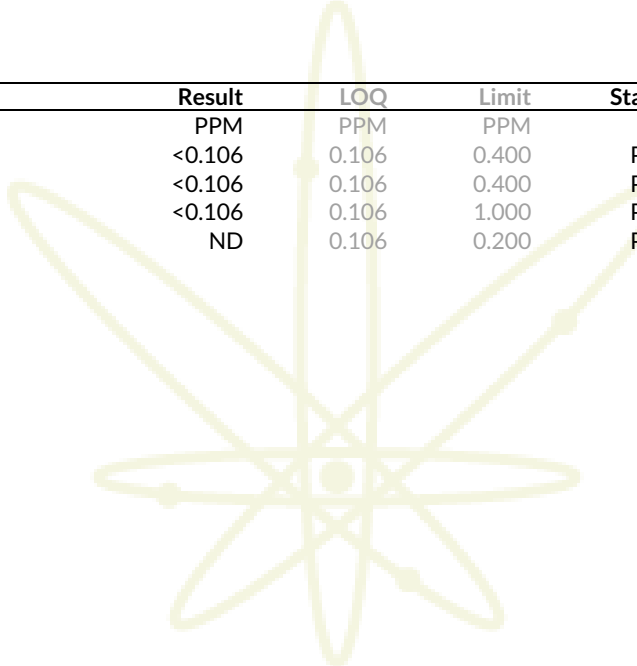 Result LOQ Limit Sta
PPM PPM PPM
<0.106 0.106 0.400 P
<0.106 0.106 0.400 P
<0.106 0.106 1.000 P
ND 0.106 0.200 P